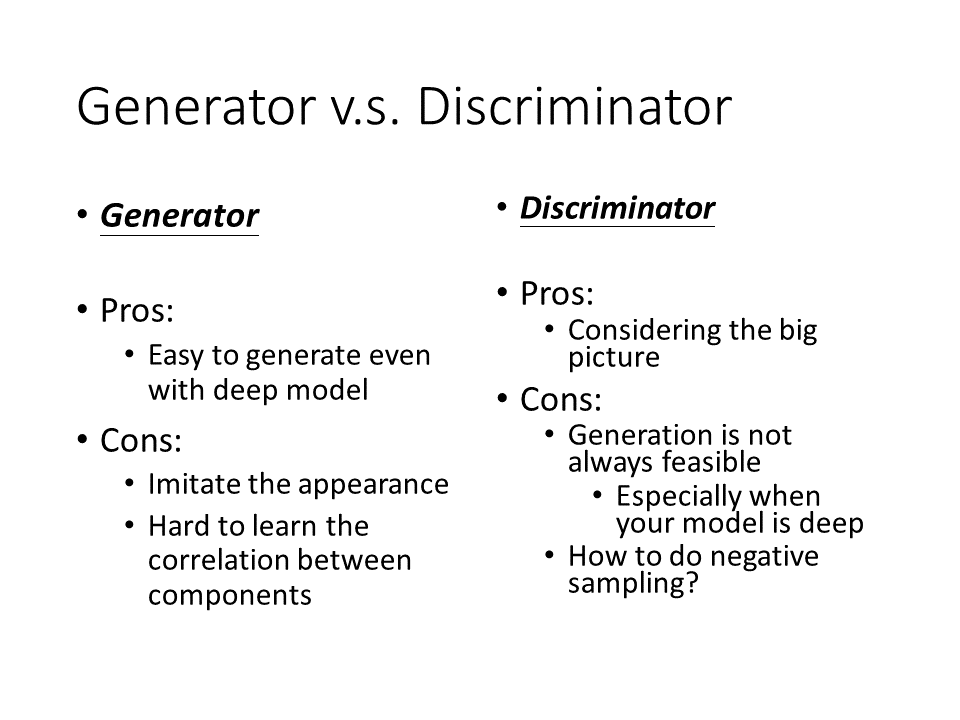 Generator v.s. Discriminator
• Generator
• Pros:
• Easy to generate even
with deep model
• Cons:
• Imitate the appearance
• Hard to learn the
correlation between
components
• Discriminator
• Pros:
• Considering the big
picture
• Cons:
• Generation is not
always feasible
• Especially when
your model is deep
• How to do negative
sampling?